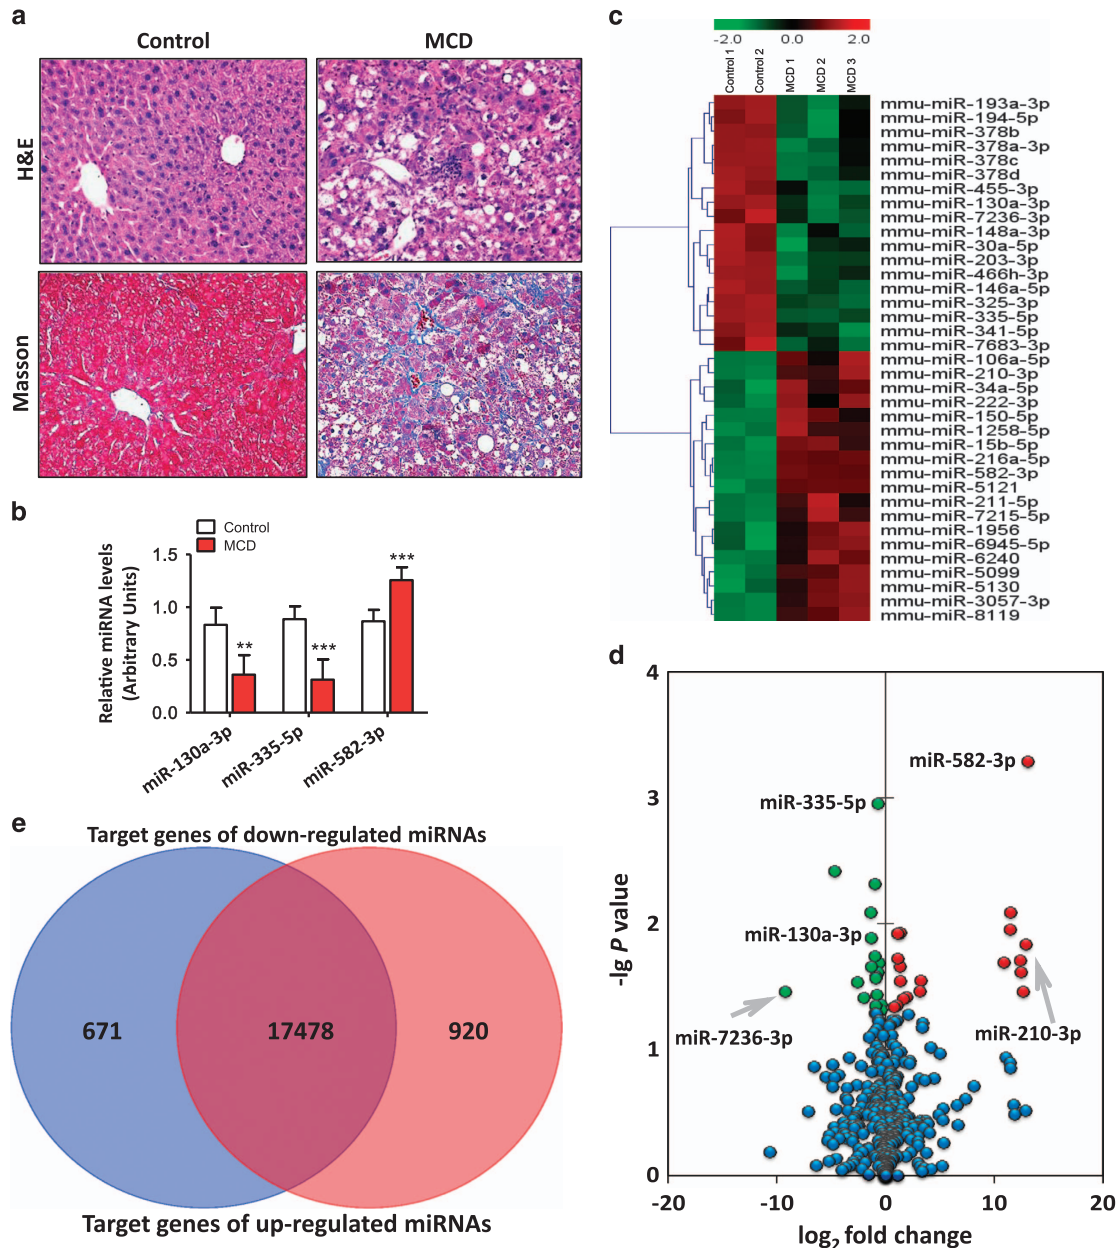 a
Control
MCD
H&E
Masson
b
Control
MCD
Relative miRNA levels
(Arbitrary Units)
1.5
1.0
0.5
0.0
**
***
***
miR-130a-3p
miR-335-5p
miR-582-3p
c
-2.0
0.0
2.0
Control 1
Control 2
MCD 1
MCD 2
MCD 3
mmu-miR-193a-3p
mmu-miR-194-5p
mmu-miR-378b
mmu-miR-378a-3p
mmu-miR-378c
mmu-miR-378d
mmu-miR-455-3p
mmu-miR-130a-3p
mmu-miR-7236-3p
mmu-miR-148a-3p
mmu-miR-30a-5p
mmu-miR-203-3p
mmu-miR-466h-3p
mmu-miR-146a-5p
mmu-miR-325-3p
mmu-miR-335-5p
mmu-miR-341-5p
mmu-miR-7683-3p
mmu-miR-106a-5p
mmu-miR-210-3p
mmu-miR-34a-5p
mmu-miR-222-3p
mmu-miR-150-5p
mmu-miR-1258-5p
mmu-miR-15b-5p
mmu-miR-216a-5p
mmu-miR-582-3p
mmu-miR-5121
mmu-miR-211-5p
mmu-miR-7215-5p
mmu-miR-1956
mmu-miR-6945-5p
mmu-miR-6240
mmu-miR-5099
mmu-miR-5130
mmu-miR-3057-3p
mmu-miR-8119
d
4
3
2
1
0
-lg P value
miR-582-3p
miR-335-5p
miR-130a-3p
miR-7236-3p
miR-210-3p
-20
-10
0
10
20
log2 fold change
e
Target genes of down-regulated miRNAs
671
17478
920
Target genes of up-regulated miRNAs